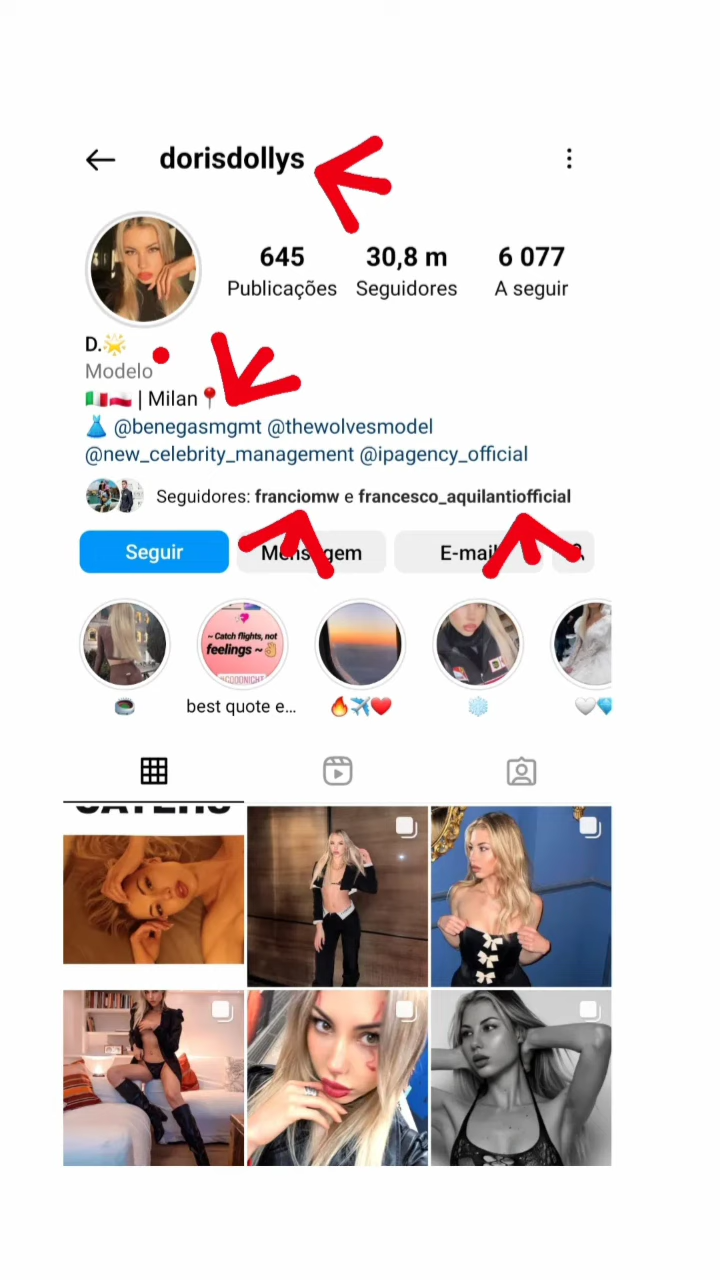 dorisdollys
645 30,8 m 6 077
Publicações Seguidores A seguir
D.🌟
Modelo
🇮🇹🇵🇱 | Milan📍
👗 @benegasmgmt @thewolvesmodel
@new_celebrity_management @ipagency_official
Seguidores: franciomw e francesco_aquilantiofficial
Seguir Mensagem E-mail
~ Catch flights, not
feelings ~👌
GOODNIGHT
best quote e... 🔥✈️❤️ ❄️ 🤍💎